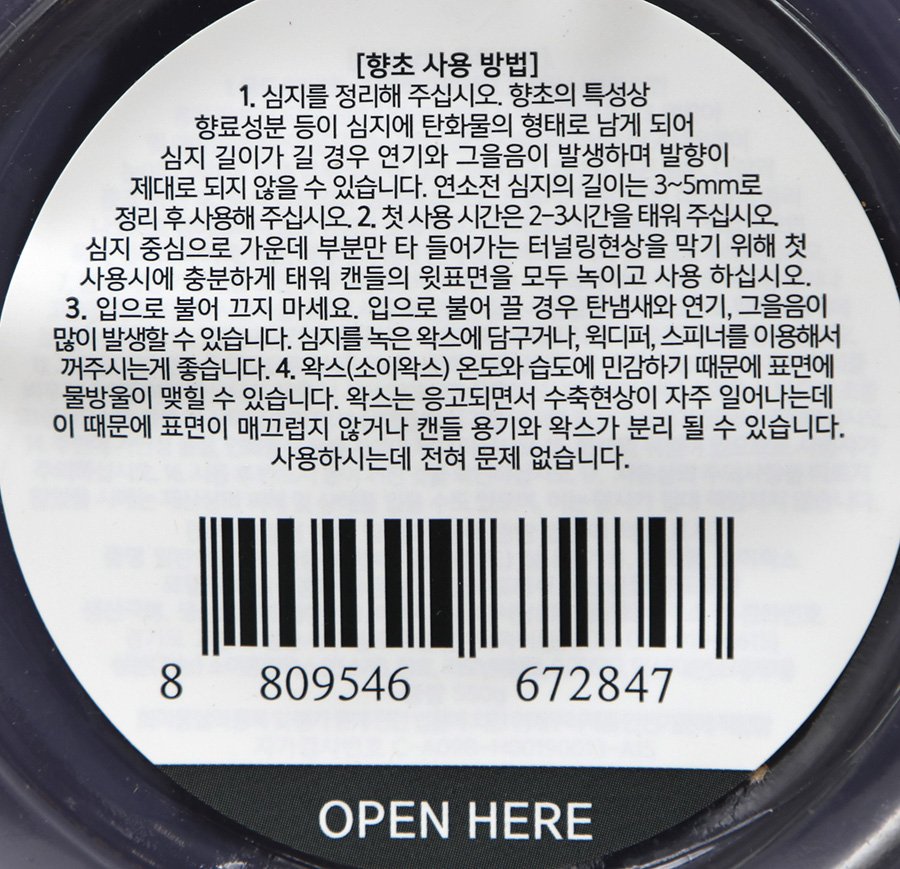 [향초 사용 방법]
1. 심지를 정리해 주십시오. 향초의 특성상
향료성분 등이 심지에 탄화물의 형태로 남게 되어
심지 길이가 길 경우 연기와 그을음이 발생하며 발향이
제대로 되지 않을 수 있습니다. 연소전 심지의 길이는 3~5mm로
정리 후 사용해 주십시오. 2. 첫 사용 시간은 2-3시간을 태워 주십시오.
심지 중심으로 가운데 부분만 타 들어가는 터널링현상을 막기 위해 첫
사용시에 충분하게 태워 캔들의 윗표면을 모두 녹이고 사용 하십시오.
3. 입으로 불어 끄지 마세요. 입으로 불어 끌 경우 탄냄새와 연기, 그을음이
많이 발생할 수 있습니다. 심지를 녹은 왁스에 담구거나, 윅디퍼, 스피너를 이용해서
꺼주시는게 좋습니다. 4. 왁스(소이왁스) 온도와 습도에 민감하기 때문에 표면에
물방울이 맺힐 수 있습니다. 왁스는 응고되면서 수축현상이 자주 일어나는데
이 때문에 표면이 매끄럽지 않거나 캔들 용기와 왁스가 분리 될 수 있습니다.
사용하시는데 전혀 문제 없습니다.
8 809546 672847
OPEN HERE